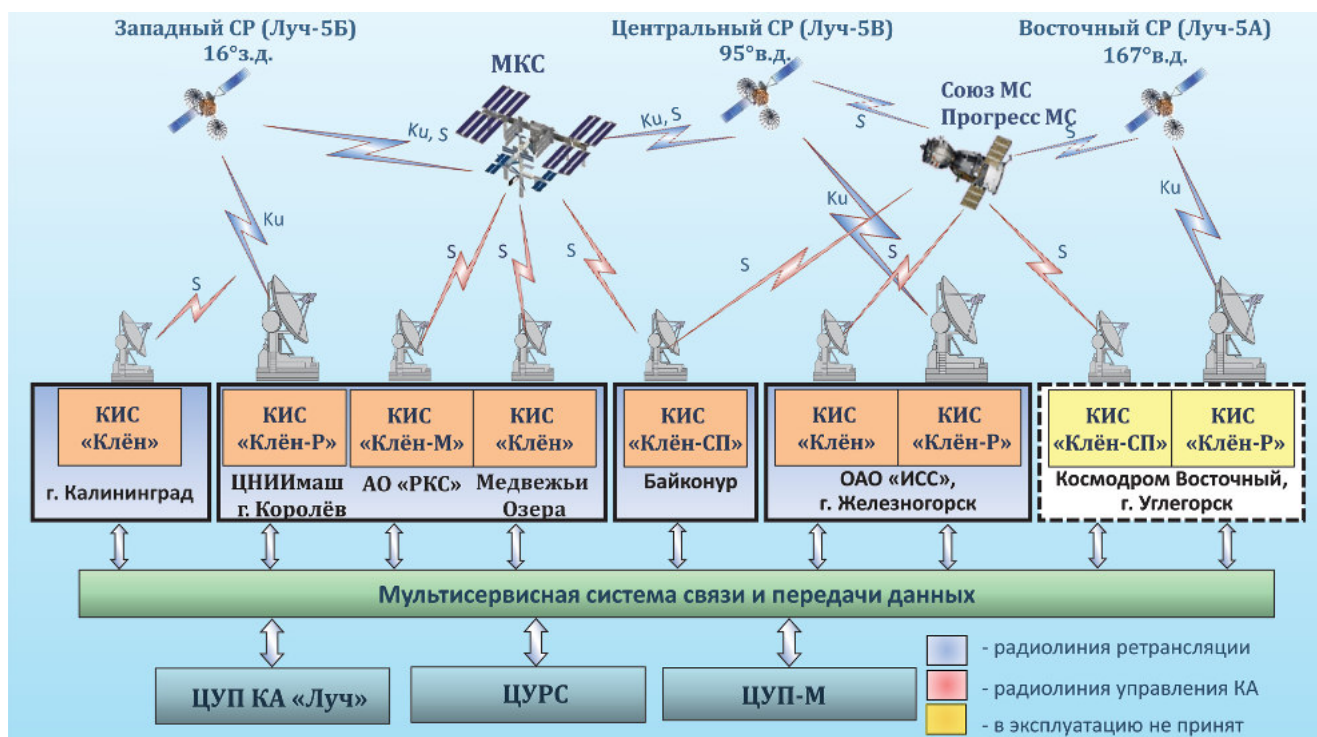 Западный СР (Луч-5Б)
16°з.д.
Центральный СР (Луч-5В)
95°в.д.
Восточный СР (Луч-5А)
167°в.д.
МКС
Союз МС
Прогресс МС
Ku, S
Ku, S
S
S
Ku
Ku
S
S
S
S
S
S
S
КИС
«Клён»
г. Калининград
КИС
«Клён-Р»
ЦНИИмаш
г. Королёв
КИС
«Клён-М»
АО «РКС»
КИС
«Клён»
Медвежьи
Озера
КИС
«Клён-СП»
Байконур
КИС
«Клён»
КИС
«Клён-Р»
ОАО «ИСС»,
г. Железногорск
КИС
«Клён-СП»
КИС
«Клён-Р»
Космодром Восточный,
г. Углегорск
Мультисервисная система связи и передачи данных
ЦУП КА «Луч»
ЦУРС
ЦУП-М
- радиолиния ретрансляции
- радиолиния управления КА
- в эксплуатацию не принят